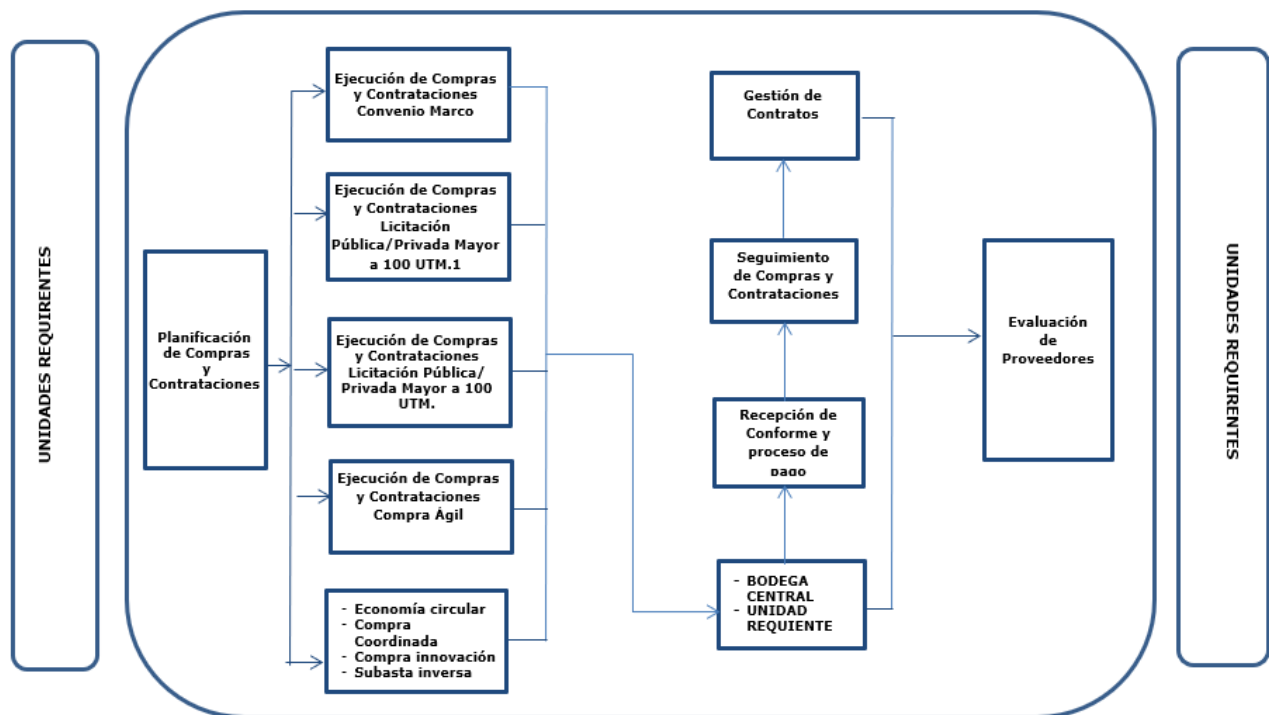 UNIDADES REQUIRENTES
Planificación
de Compras
y
Contrataciones
Ejecución de Compras
y Contrataciones
Convenio Marco
Ejecución de Compras
y Contrataciones
Licitación
Pública/Privada Mayor
a 100 UTM.1
Ejecución de Compras
y Contrataciones
Licitación Pública/
Privada Mayor a 100
UTM.
Ejecución de Compras
y Contrataciones
Compra Ágil
- Economía circular
- Compra
Coordinada
- Compra innovación
- Subasta inversa
Gestión de
Contratos
Seguimiento
de Compras y
Contrataciones
Recepción de
Conforme y
proceso de
pago
- BODEGA
CENTRAL
- UNIDAD
REQUIENTE
Evaluación
de
Proveedores
UNIDADES REQUIRENTES